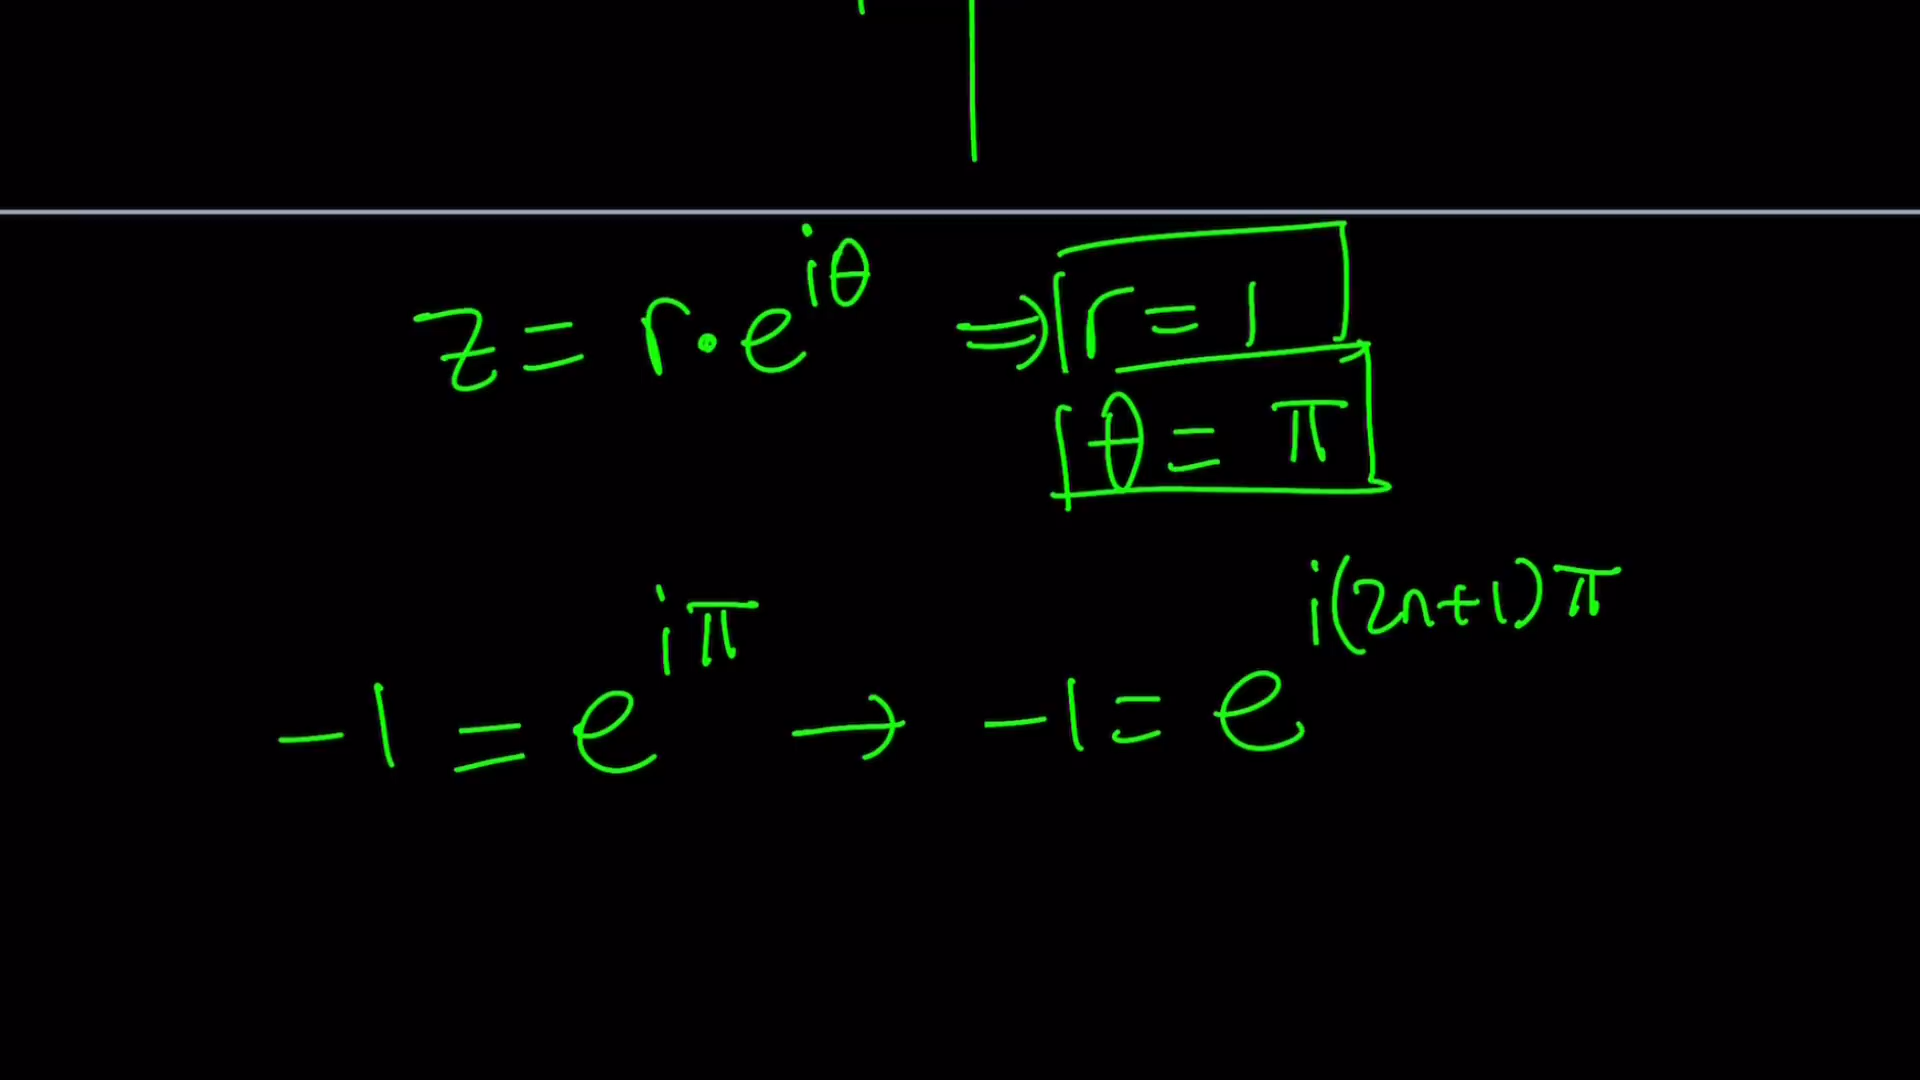 z = r · e^{iθ} ⇒ r = 1
θ = π
-1 = e^{iπ} → -1 = e^{i(2n+1)π}